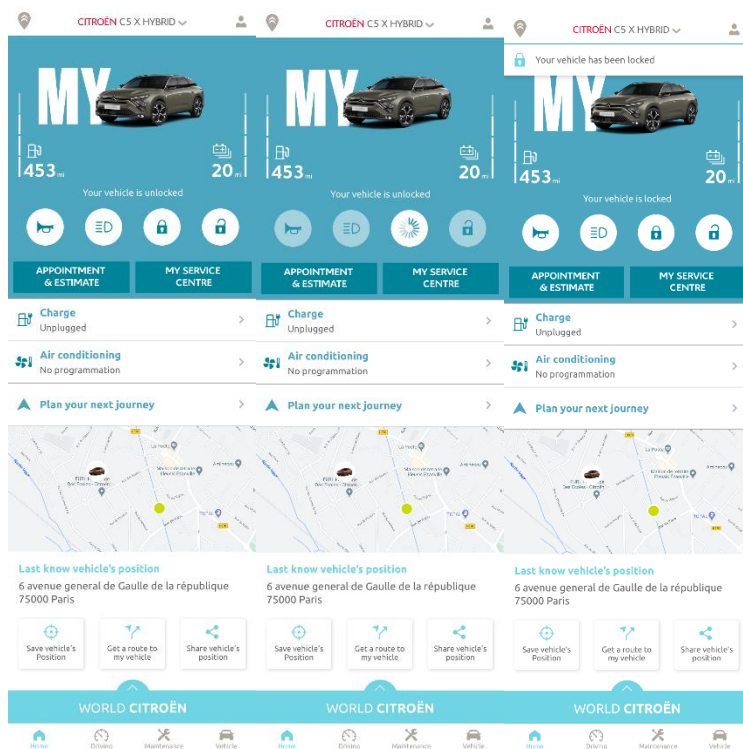 CITROËN C5 X HYBRID
MY
453 mi
20 mi
Your vehicle is unlocked
APPOINTMENT
& ESTIMATE
MY SERVICE
CENTRE
Charge
Unplugged
Air conditioning
No programmation
Plan your next journey
Last know vehicle's position
6 avenue general de Gaulle de la république
75000 Paris
Save vehicle's
Position
Get a route to
my vehicle
Share vehicle's
position
WORLD CITROËN
Home
Driving
Maintenance
Vehicle
CITROËN C5 X HYBRID
MY
453 mi
20 mi
Your vehicle is unlocked
APPOINTMENT
& ESTIMATE
MY SERVICE
CENTRE
Charge
Unplugged
Air conditioning
No programmation
Plan your next journey
Last know vehicle's position
6 avenue general de Gaulle de la république
75000 Paris
Save vehicle's
Position
Get a route to
my vehicle
Share vehicle's
position
WORLD CITROËN
Home
Driving
Maintenance
Vehicle
CITROËN C5 X HYBRID
Your vehicle has been locked
MY
453 mi
20 mi
Your vehicle is locked
APPOINTMENT
& ESTIMATE
MY SERVICE
CENTRE
Charge
Unplugged
Air conditioning
No programmation
Plan your next journey
Last know vehicle's position
6 avenue general de Gaulle de la république
75000 Paris
Save vehicle's
Position
Get a route to
my vehicle
Share vehicle's
position
WORLD CITROËN
Home
Driving
Maintenance
Vehicle